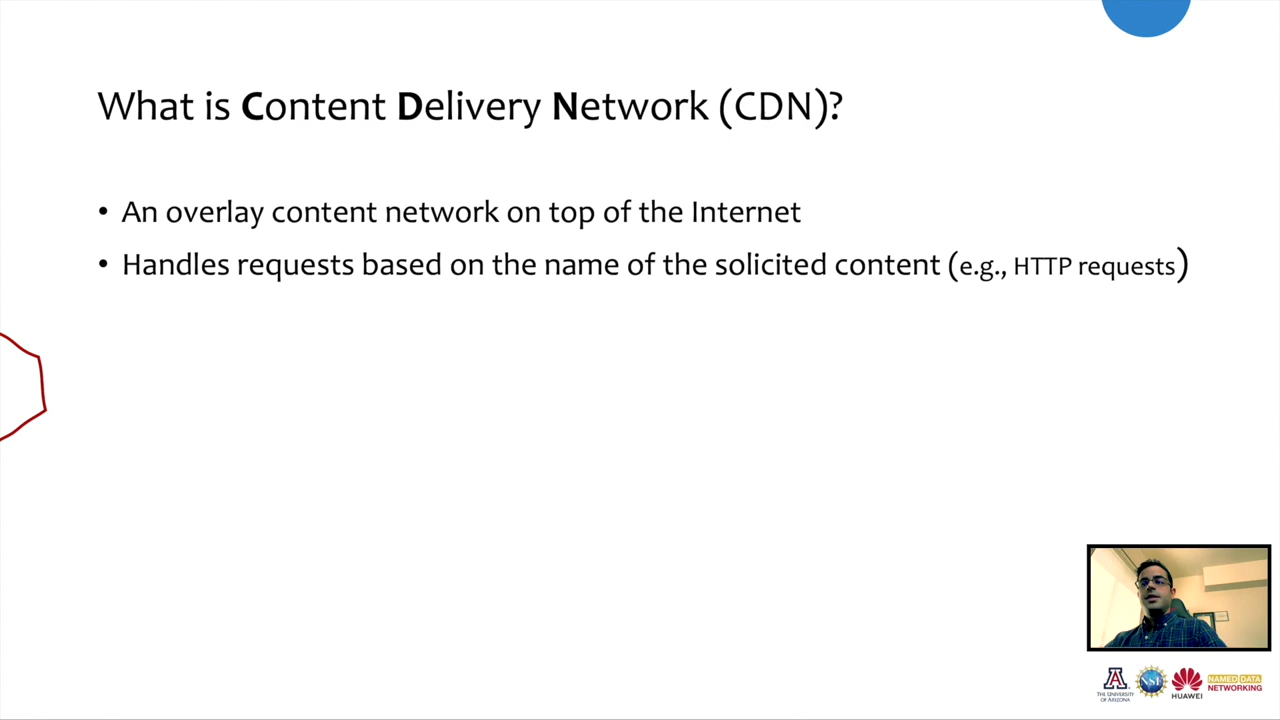 What is Content Delivery Network (CDN)?
• An overlay content network on top of the Internet
• Handles requests based on the name of the solicited content (e.g., HTTP requests)
A
THE UNIVERSITY
OF ARIZONA
NSF
HUAWEI
NAMED DATA
NETWORKING